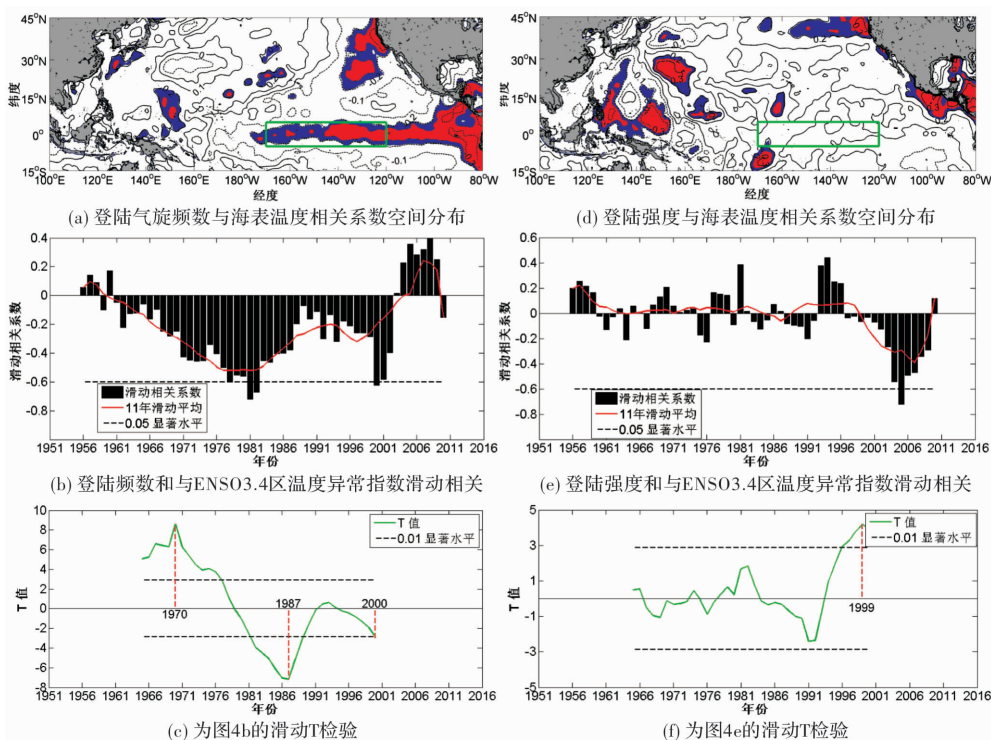 45°N
30°N
15°N
0°
15°S
纬度
-0.1
-0.1
100°E 120°E 140°E 160°E 180°W 160°W 140°W 120°W 100°W 80°W
经度
(a) 登陆气旋频数与海表温度相关系数空间分布
45°N
30°N
15°N
0°
15°S
纬度
100°E 120°E 140°E 160°E 180°W 160°W 140°W 120°W 100°W 80°W
经度
(d) 登陆强度与海表温度相关系数空间分布
0.4
0.2
0
-0.2
-0.4
-0.6
-0.8
滑动相关系数
滑动相关系数
11年滑动平均
0.05 显著水平
1951 1956 1961 1966 1971 1976 1981 1986 1991 1996 2001 2006 2011 2016
年份
(b) 登陆频数和与ENSO3.4区温度异常指数滑动相关
0.4
0.2
0
-0.2
-0.4
-0.6
-0.8
滑动相关系数
滑动相关系数
11年滑动平均
0.05 显著水平
1951 1956 1961 1966 1971 1976 1981 1986 1991 1996 2001 2006 2011 2016
年份
(e) 登陆强度和与ENSO3.4区温度异常指数滑动相关
10
8
6
4
2
0
-2
-4
-6
-8
T 值
T 值
0.01 显著水平
1970
1987
2000
1951 1956 1961 1966 1971 1976 1981 1986 1991 1996 2001 2006 2011 2016
年份
(c) 为图4b的滑动T检验
5
3
1
-1
-3
-5
T 值
T 值
0.01 显著水平
1999
1951 1956 1961 1966 1971 1976 1981 1986 1991 1996 2001 2006 2011 2016
年份
(f) 为图4e的滑动T检验